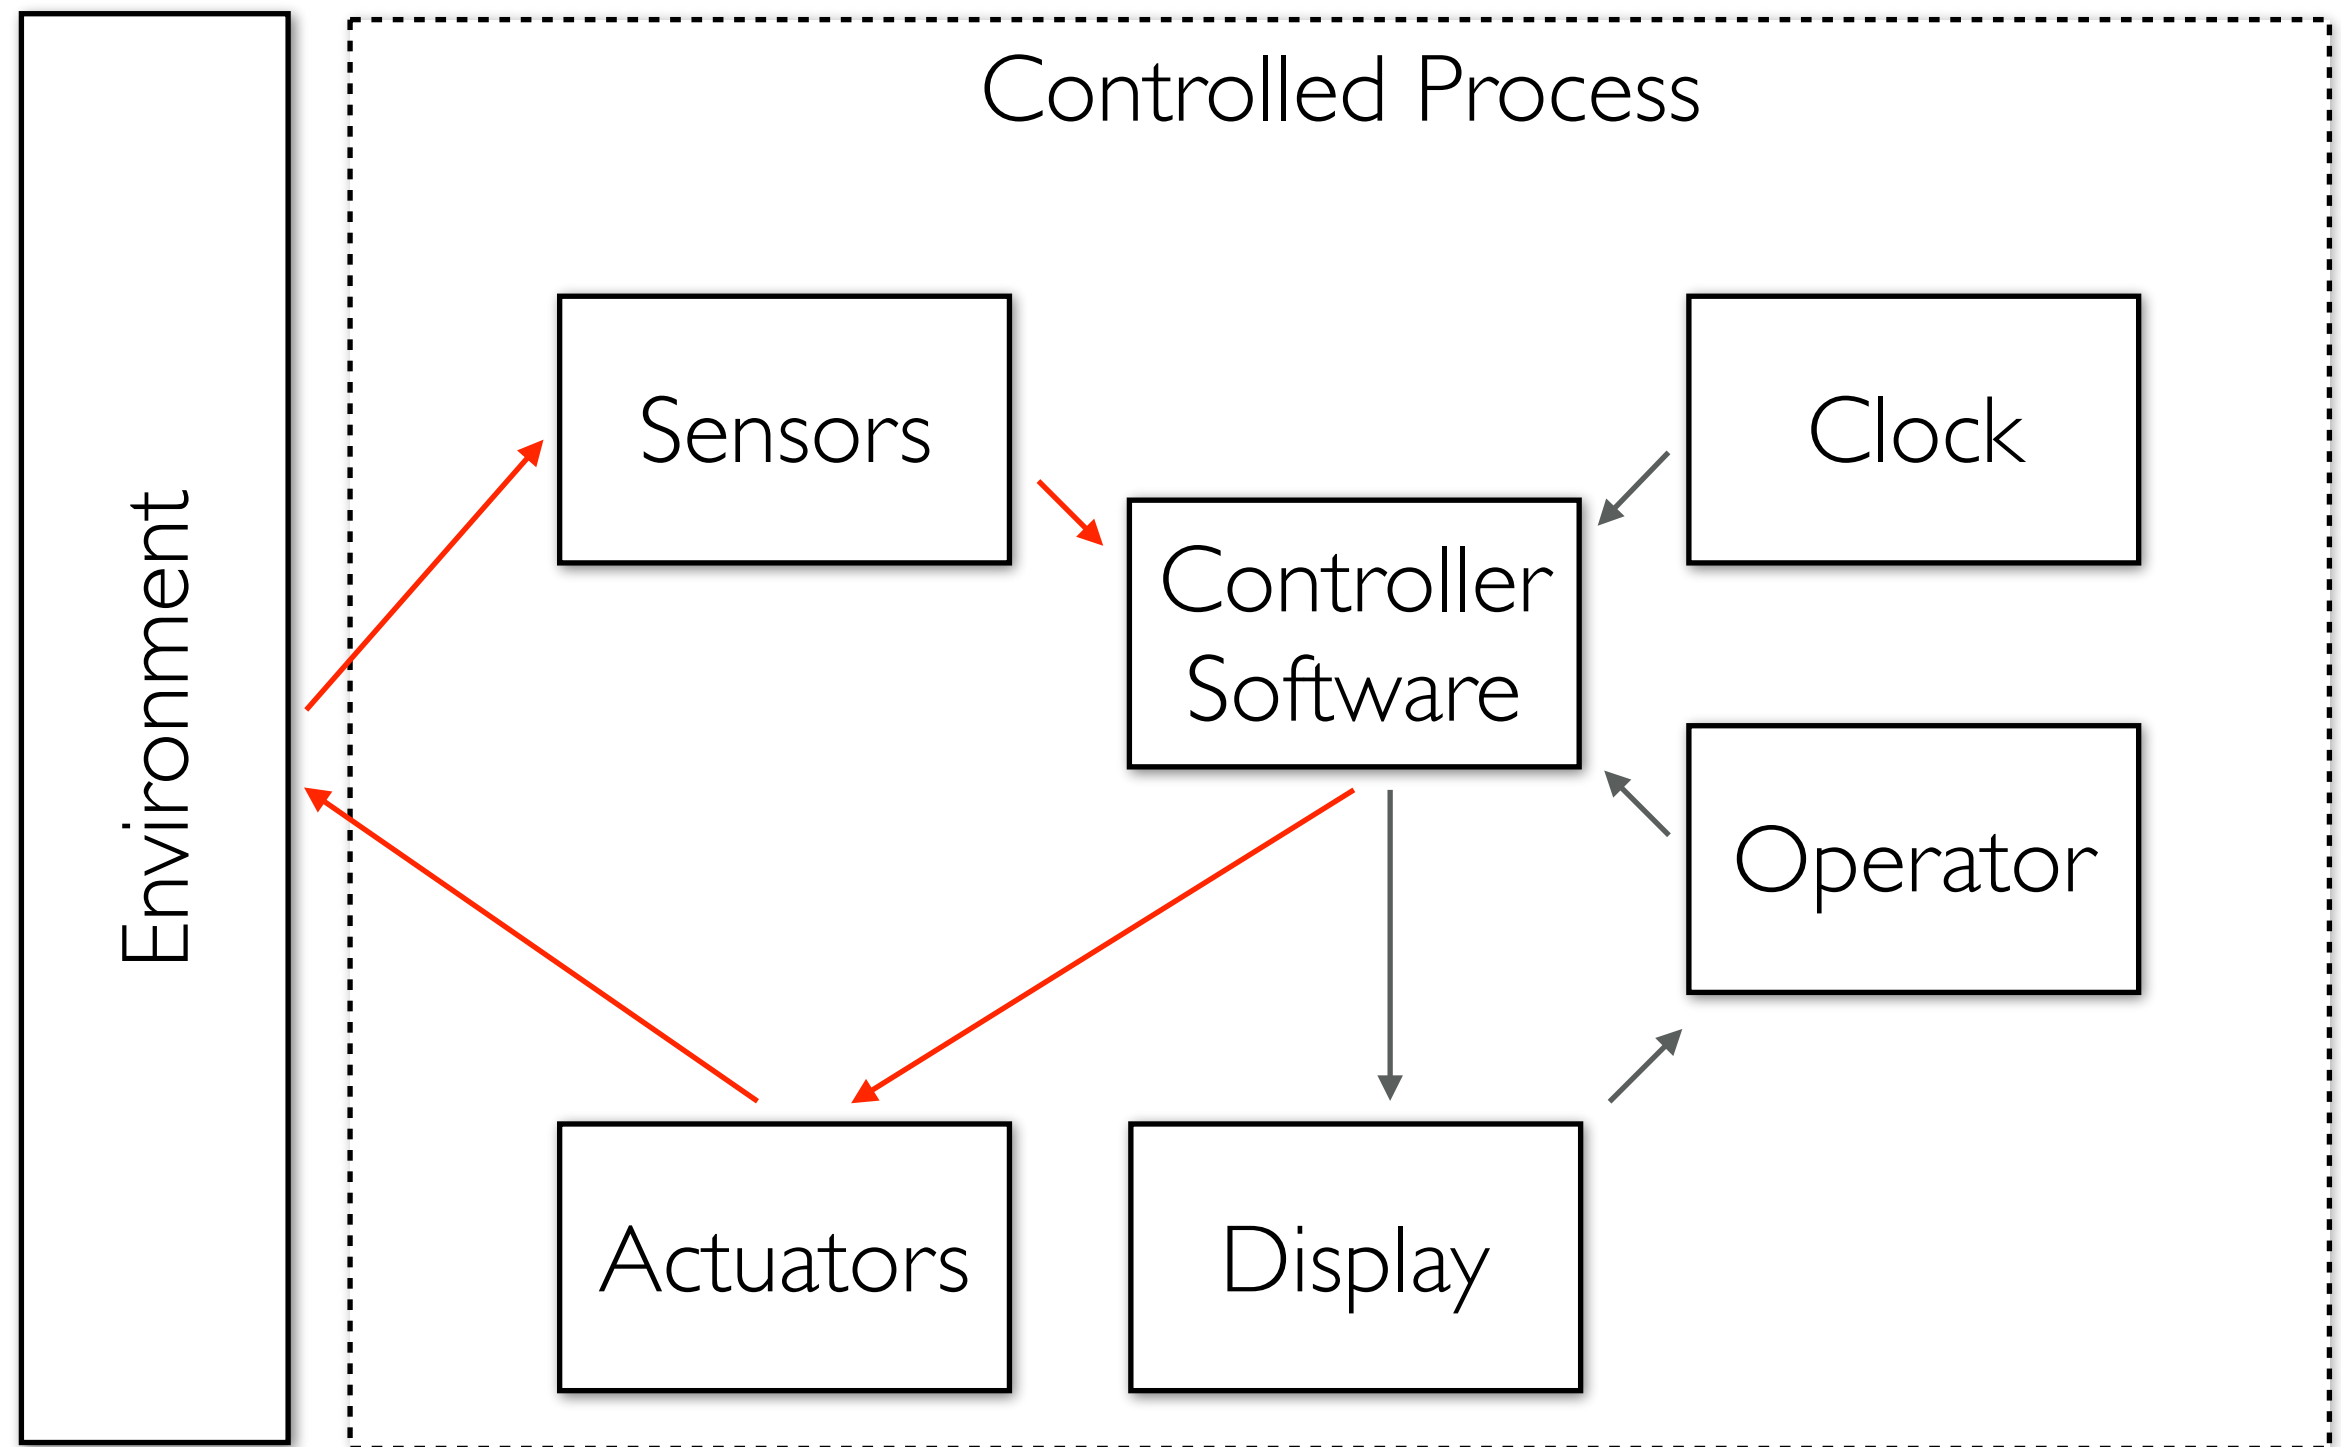 Controlled Process
Environment
Sensors
Clock
Controller
Software
Operator
Actuators
Display